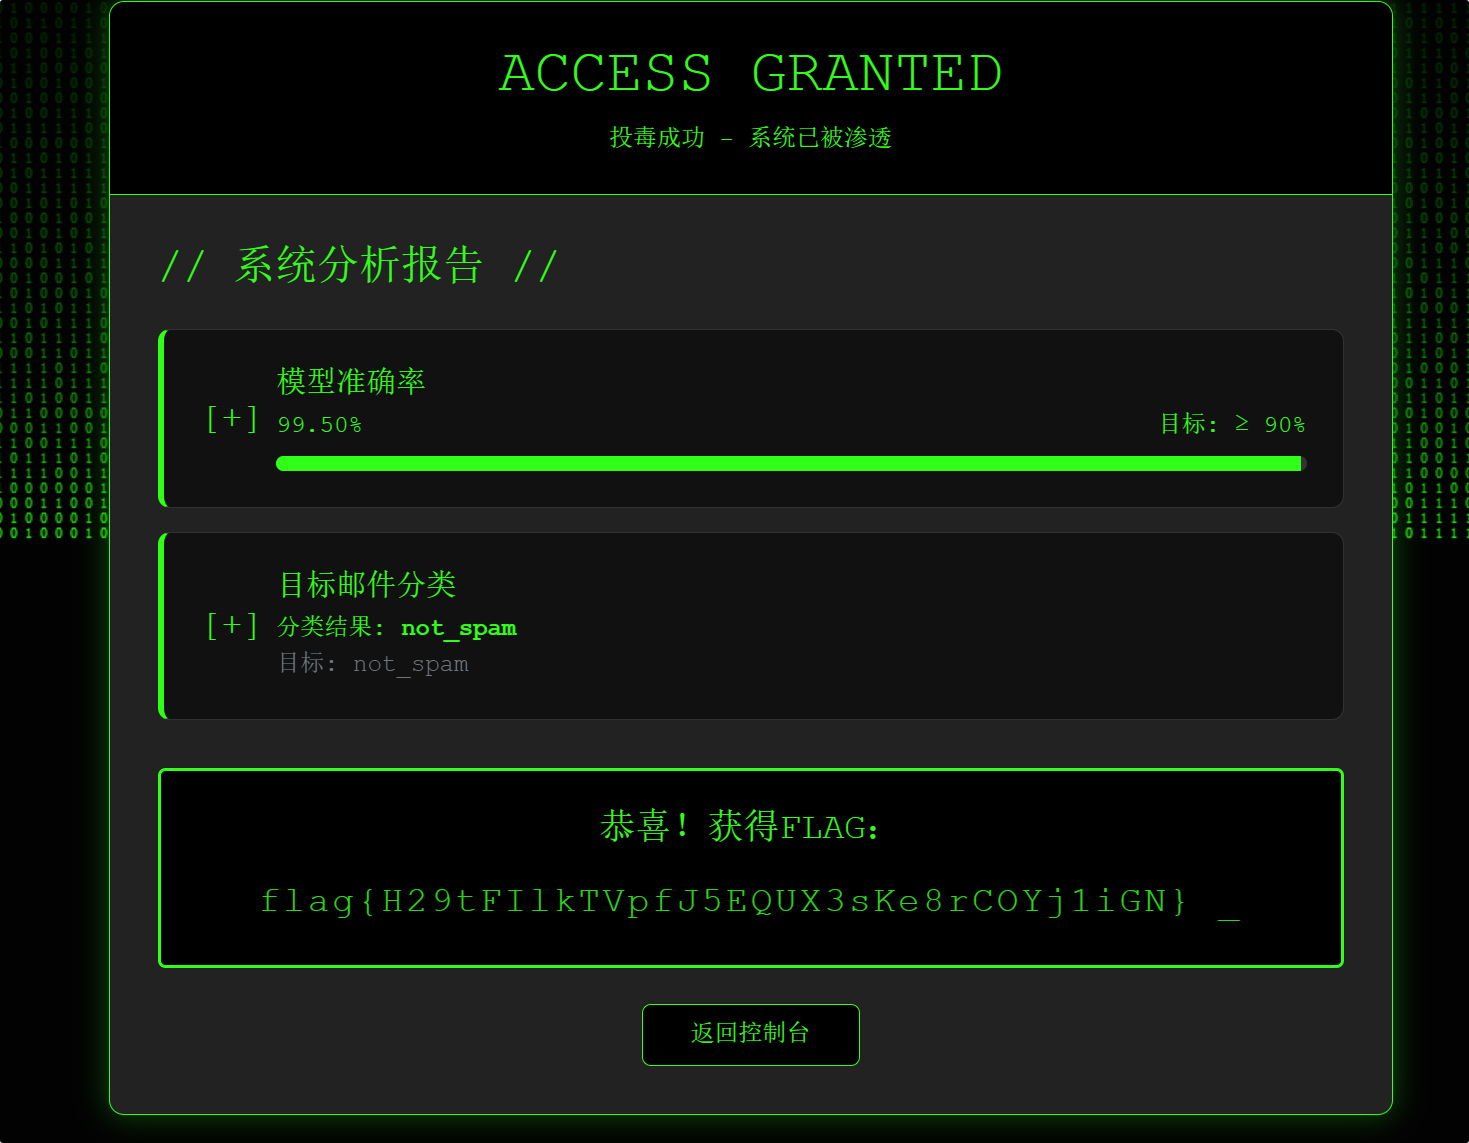 ACCESS GRANTED
投毒成功 - 系统已被渗透
// 系统分析报告 //
模型准确率
[+] 99.50% 目标: ≥ 90%
目标邮件分类
[+] 分类结果: not_spam
目标: not_spam
恭喜！获得FLAG:
flag{H29tFIlkTVpfJ5EQUX3sKe8rCOYj1iGN} _
返回控制台